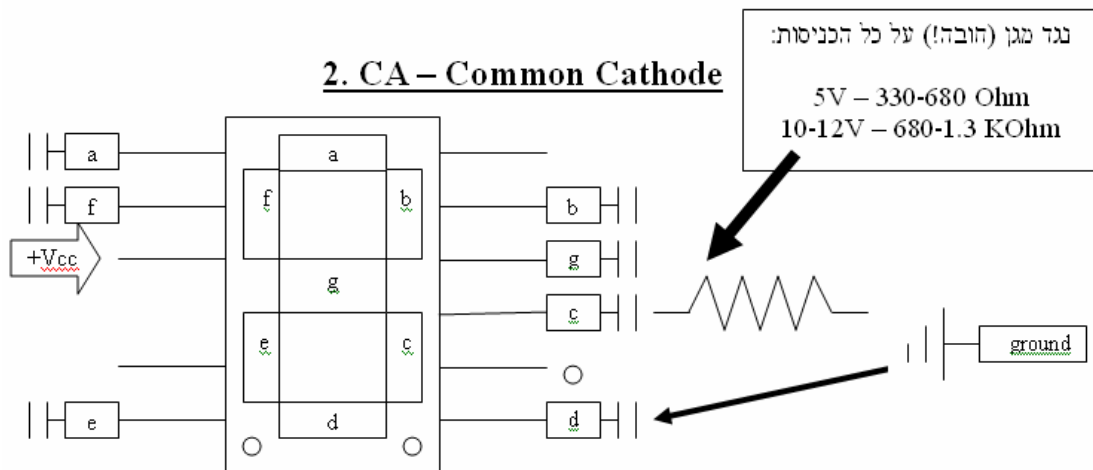 נגד מגן (חובה!) על כל הכניסות:
5V – 330-680 Ohm
10-12V – 680-1.3 KOhm
2. CA – Common Cathode
a
a
f
f
b
b
+Vcc
g
g
c
e
c
ground
e
d
d